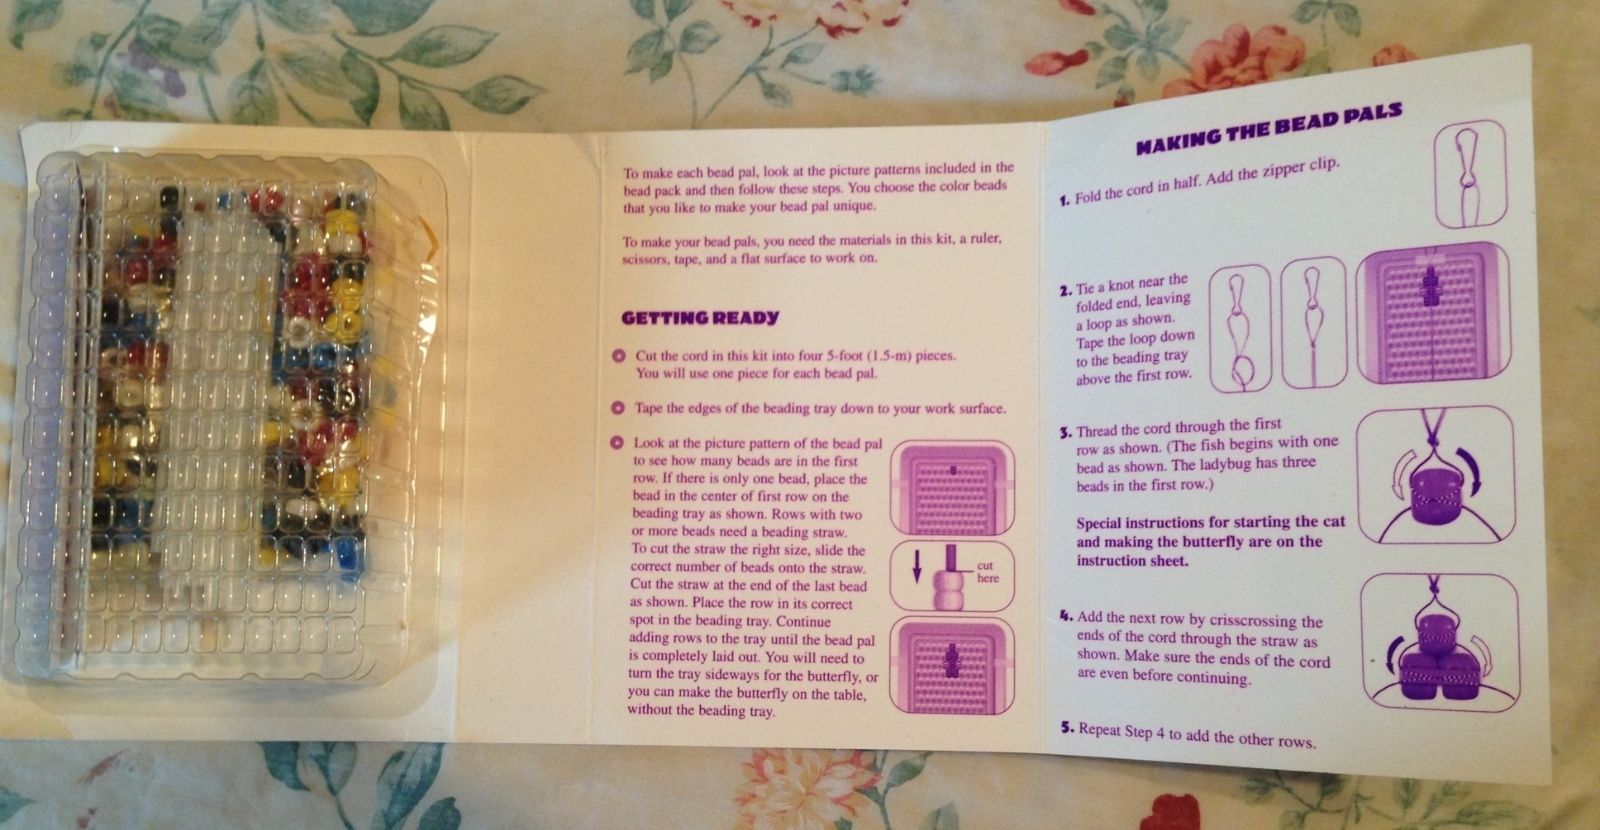 To make each bead pal, look at the picture patterns included in the
bead pack and then follow these steps. You choose the color beads
that you like to make your bead pal unique.
To make your bead pals, you need the materials in this kit, a ruler,
scissors, tape, and a flat surface to work on.
GETTING READY
Cut the cord in this kit into four 5-foot (1.5-m) pieces.
You will use one piece for each bead pal.
Tape the edges of the beading tray down to your work surface.
Look at the picture pattern of the bead pal
to see how many beads are in the first
row. If there is only one bead, place the
bead in the center of first row on the
beading tray as shown. Rows with two
or more beads need a beading straw.
To cut the straw the right size, slide the
correct number of beads onto the straw.
Cut the straw at the end of the last bead
as shown. Place the row in its correct
spot in the beading tray. Continue
adding rows to the tray until the bead pal
is completely laid out. You will need to
turn the tray sideways for the butterfly, or
you can make the butterfly on the table,
without the beading tray.
cut
here
MAKING THE BEAD PALS
1. Fold the cord in half. Add the zipper clip.
2. Tie a knot near the
folded end, leaving
a loop as shown.
Tape the loop down
to the beading tray
above the first row.
3. Thread the cord through the first
row as shown. (The fish begins with one
bead as shown. The ladybug has three
beads in the first row.)
Special instructions for starting the cat
and making the butterfly are on the
instruction sheet.
4. Add the next row by crisscrossing the
ends of the cord through the straw as
shown. Make sure the ends of the cord
are even before continuing.
5. Repeat Step 4 to add the other rows.